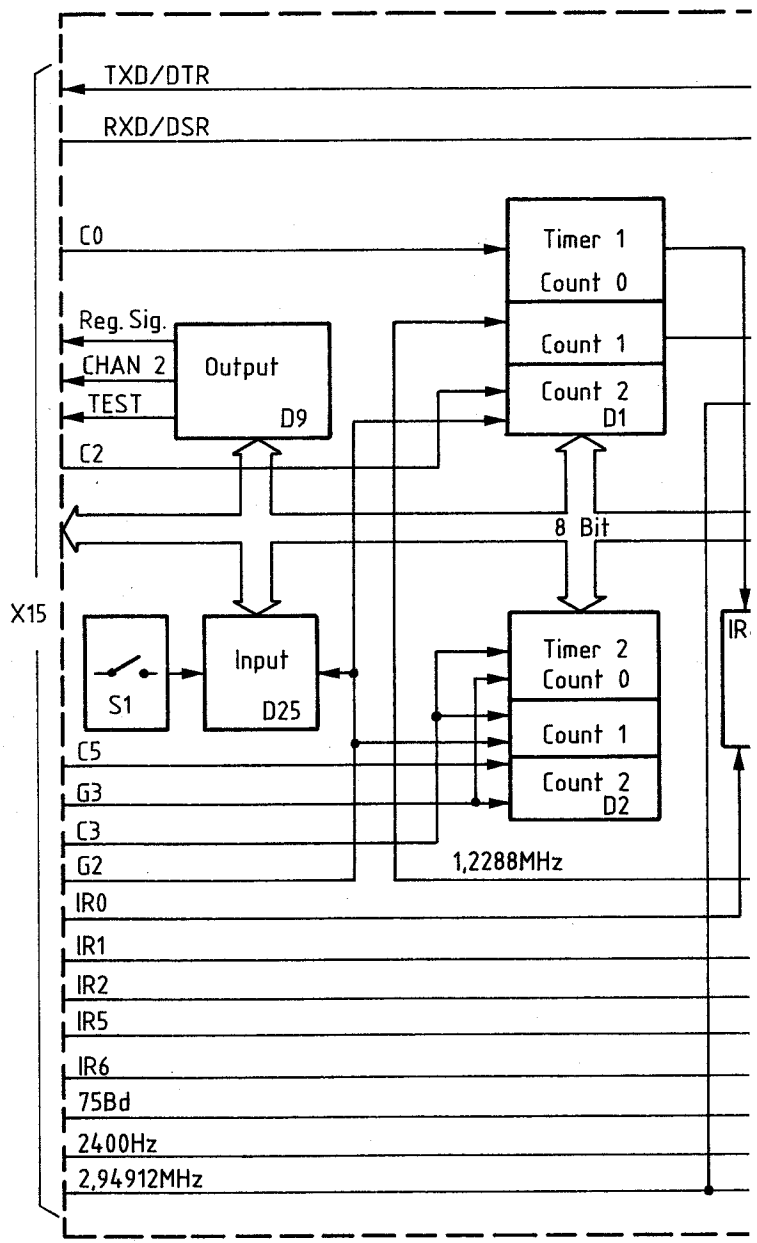 TXD/DTR
RXD/DSR
C0
Timer 1
Count 0
Reg. Sig.
CHAN 2
TEST
Output
D9
Count 1
Count 2
D1
C2
8 Bit
X15
S1
Input
D25
Timer 2
Count 0
Count 1
Count 2
D2
IR
C5
G3
C3
G2
1,2288MHz
IR0
IR1
IR2
IR5
IR6
75Bd
2400Hz
2,94912MHz